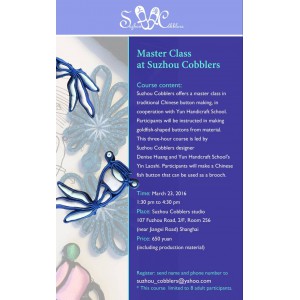 Suzhou Cobblers
Master Class
at Suzhou Cobblers
Course content:
Suzhou Cobblers offers a master class in
traditional Chinese button making, in
cooperation with Yun Handicraft School.
Participants will be instructed in making
goldfish-shaped buttons from material.
This three-hour course is led by
Suzhou Cobblers designer
Denise Huang and Yun Handicraft School's
Yin Laoshi. Participants will make a Chinese
fish button that can be used as a brooch.
Time: March 23, 2016
1:30 pm to 4:30 pm
Place: Suzhou Cobblers studio
107 Fuzhou Road, 2/F, Room 256
(near Jiangxi Road) Shanghai
Price: 650 yuan
(including production material)
Register: send name and phone number to
suzhou_cobblers@yahoo.com
* This course limited to 8 adult participants.